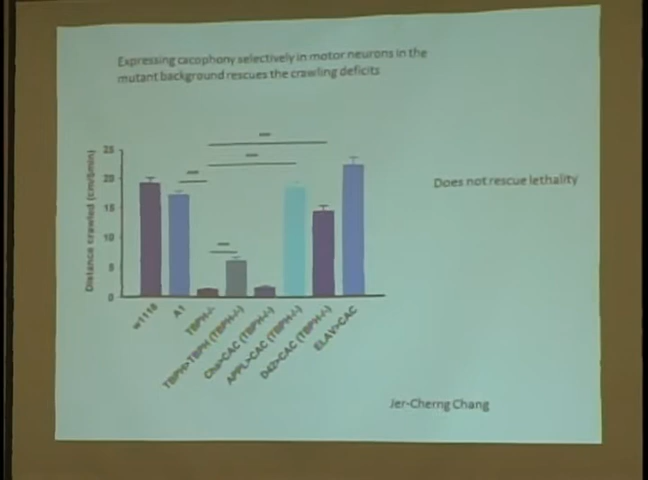 Expressing cacophony selectively in motor neurons in the
mutant background rescues the crawling deficits
Does not rescue lethality
Distance crawled (cm/5min)
25
20
15
10
5
0
w1118
A1
TBPH-/-
TBPH>TBPH (TBPH-/-)
Cha>CAC (TBPH-/-)
APPL>CAC (TBPH-/-)
D42>CAC (TBPH-/-)
ELAV>CAC
Jer-Cherng Chang